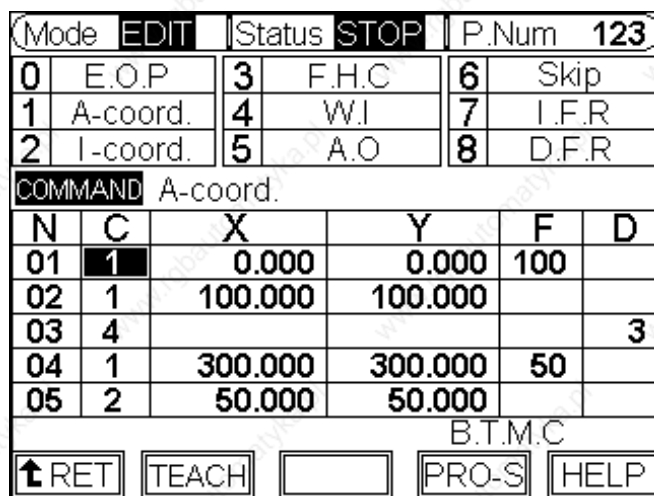 Mode EDIT Status STOP P.Num 123
0 E.O.P 3 F.H.C 6 Skip
1 A-coord. 4 W.I 7 I.F.R
2 I-coord. 5 A.O 8 D.F.R
COMMAND A-coord.
N C X Y F D
01 1 0.000 0.000 100
02 1 100.000 100.000
03 4 3
04 1 300.000 300.000 50
05 2 50.000 50.000
B.T.M.C
RET TEACH PRO-S HELP